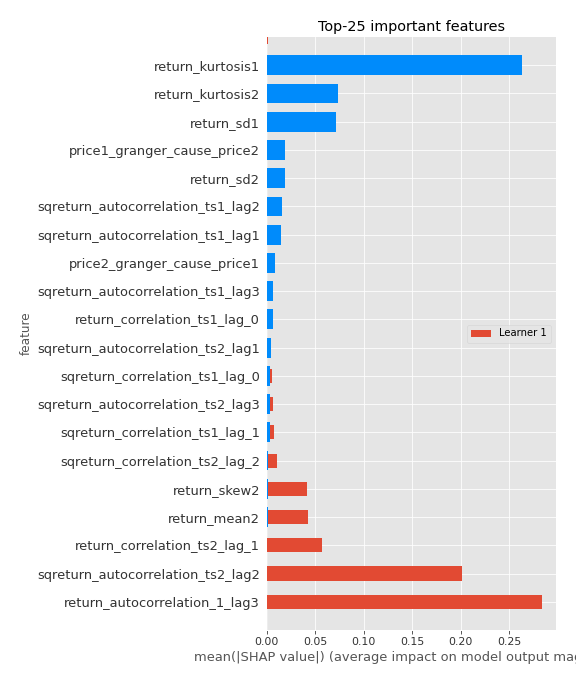 Top-25 important features
return_kurtosis1
return_kurtosis2
return_sd1
price1_granger_cause_price2
return_sd2
sqreturn_autocorrelation_ts1_lag2
sqreturn_autocorrelation_ts1_lag1
price2_granger_cause_price1
sqreturn_autocorrelation_ts1_lag3
return_correlation_ts1_lag_0
sqreturn_autocorrelation_ts2_lag1
sqreturn_correlation_ts1_lag_0
sqreturn_autocorrelation_ts2_lag3
sqreturn_correlation_ts1_lag_1
sqreturn_correlation_ts2_lag_2
return_skew2
return_mean2
return_correlation_ts2_lag_1
sqreturn_autocorrelation_ts2_lag2
return_autocorrelation_1_lag3
feature
Learner 1
0.00 0.05 0.10 0.15 0.20 0.25
mean(|SHAP value|) (average impact on model output mag